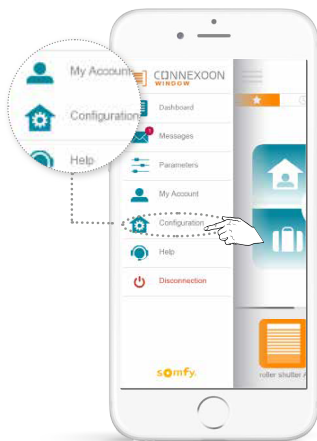 My Account
Configuration
Help
CONNEXOON
WINDOW
Dashboard
Messages
Parameters
My Account
Configuration
Help
Disconnection
somfy.
roller shutter